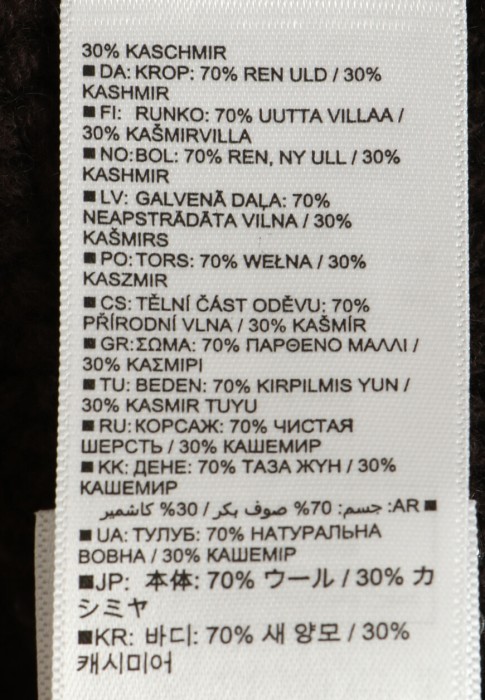 30% KASCHMIR
■ DA: KROP: 70% REN ULD / 30%
KASHMIR
■ FI: RUNKO: 70% UUTTA VILLAA /
30% KAŠMIRVILLA
■ NO:BOL: 70% REN, NY ULL / 30%
KASHMIR
■ LV: GALVENĀ DAĻA: 70%
NEAPSTRĀDĀTA VILNA / 30%
KAŠMIRS
■ PO: TORS: 70% WEŁNA / 30%
KASZMIR
■ CS: TĚLNÍ ČÁST ODĚVU: 70%
PŘÍRODNÍ VLNA / 30% KAŠMÍR
■ GR:ΣΩΜΑ: 70% ΠΑΡΘΕΝΟ ΜΑΛΛΙ /
30% ΚΑΣΜΙΡΙ
■ TU: BEDEN: 70% KIRPILMIS YUN /
30% KASMIR TUYU
■ RU: КОРСАЖ: 70% ЧИСТАЯ
ШЕРСТЬ / 30% КАШЕМИР
■ KK: ДЕНЕ: 70% ТАЗА ЖҮН / 30%
КАШЕМИР
■ AR: جسم: 70% صوف بكر / 30% كاشمير
■ UA: ТУЛУБ: 70% НАТУРАЛЬНА
ВОВНА / 30% КАШЕМІР
■JP: 本体: 70% ウール / 30% カ
シミヤ
■KR: 바디: 70% 새 양모 / 30%
캐시미어